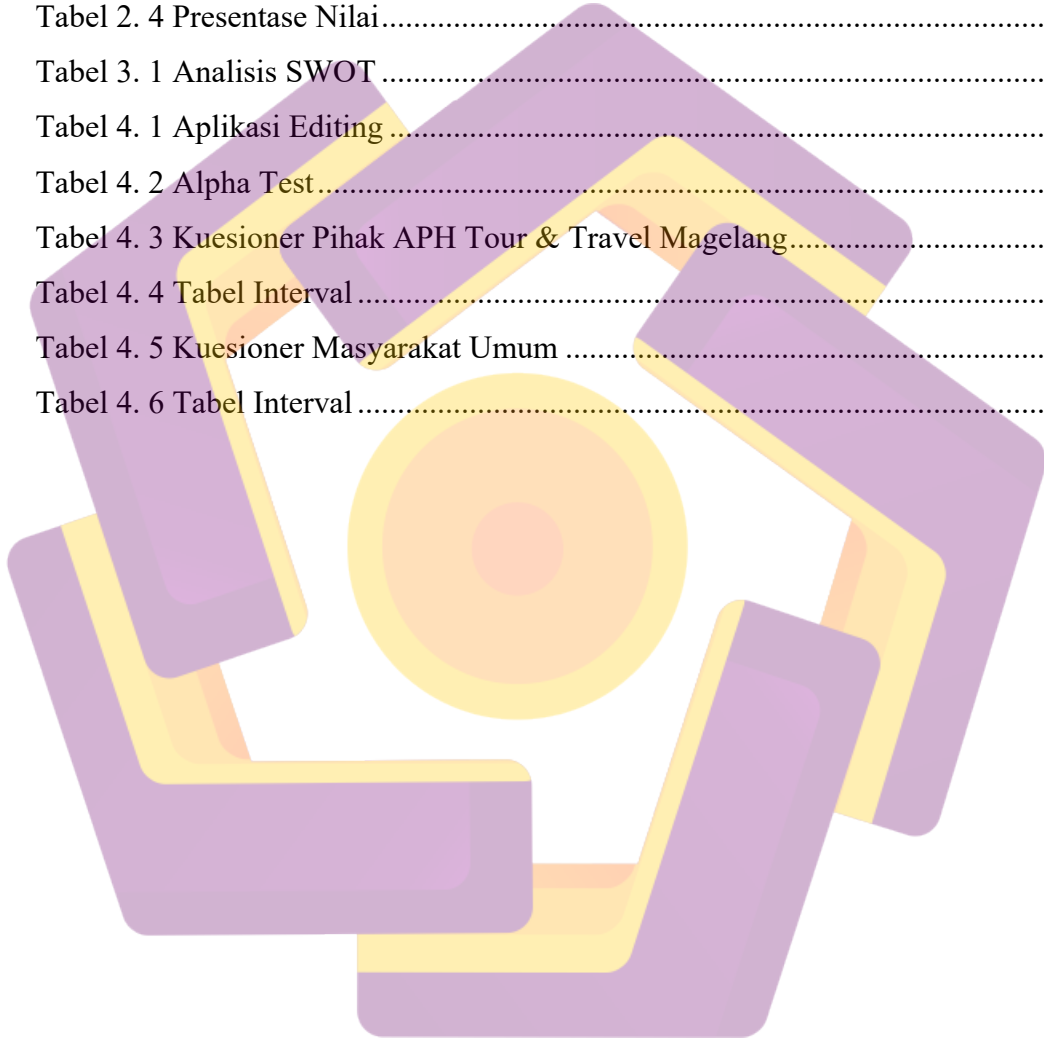 Tabel 2. 4 Presentase Nilai................................................................................
Tabel 3. 1 Analisis SWOT................................................................................
Tabel 4. 1 Aplikasi Editing................................................................................
Tabel 4. 2 Alpha Test................................................................................
Tabel 4. 3 Kuesioner Pihak APH Tour & Travel Magelang...............................
Tabel 4. 4 Tabel Interval................................................................................
Tabel 4. 5 Kuesioner Masyarakat Umum............................................................
Tabel 4. 6 Tabel Interval................................................................................